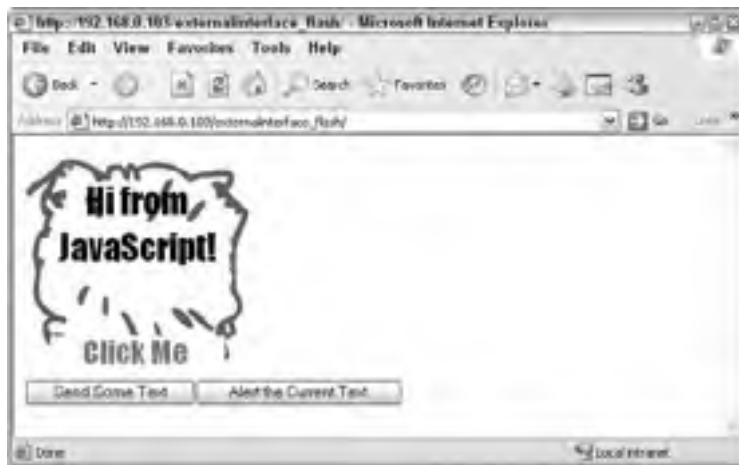 http://192.168.0.103/externalinterface_flash/ - Microsoft Internet Explorer
File Edit View Favorites Tools Help
Back Search Favorites
Address http://192.168.0.103/externalinterface_flash/ Go Links
Hi from
JavaScript!
Click Me
Send Some Text Alert the Current Text
Done Local intranet